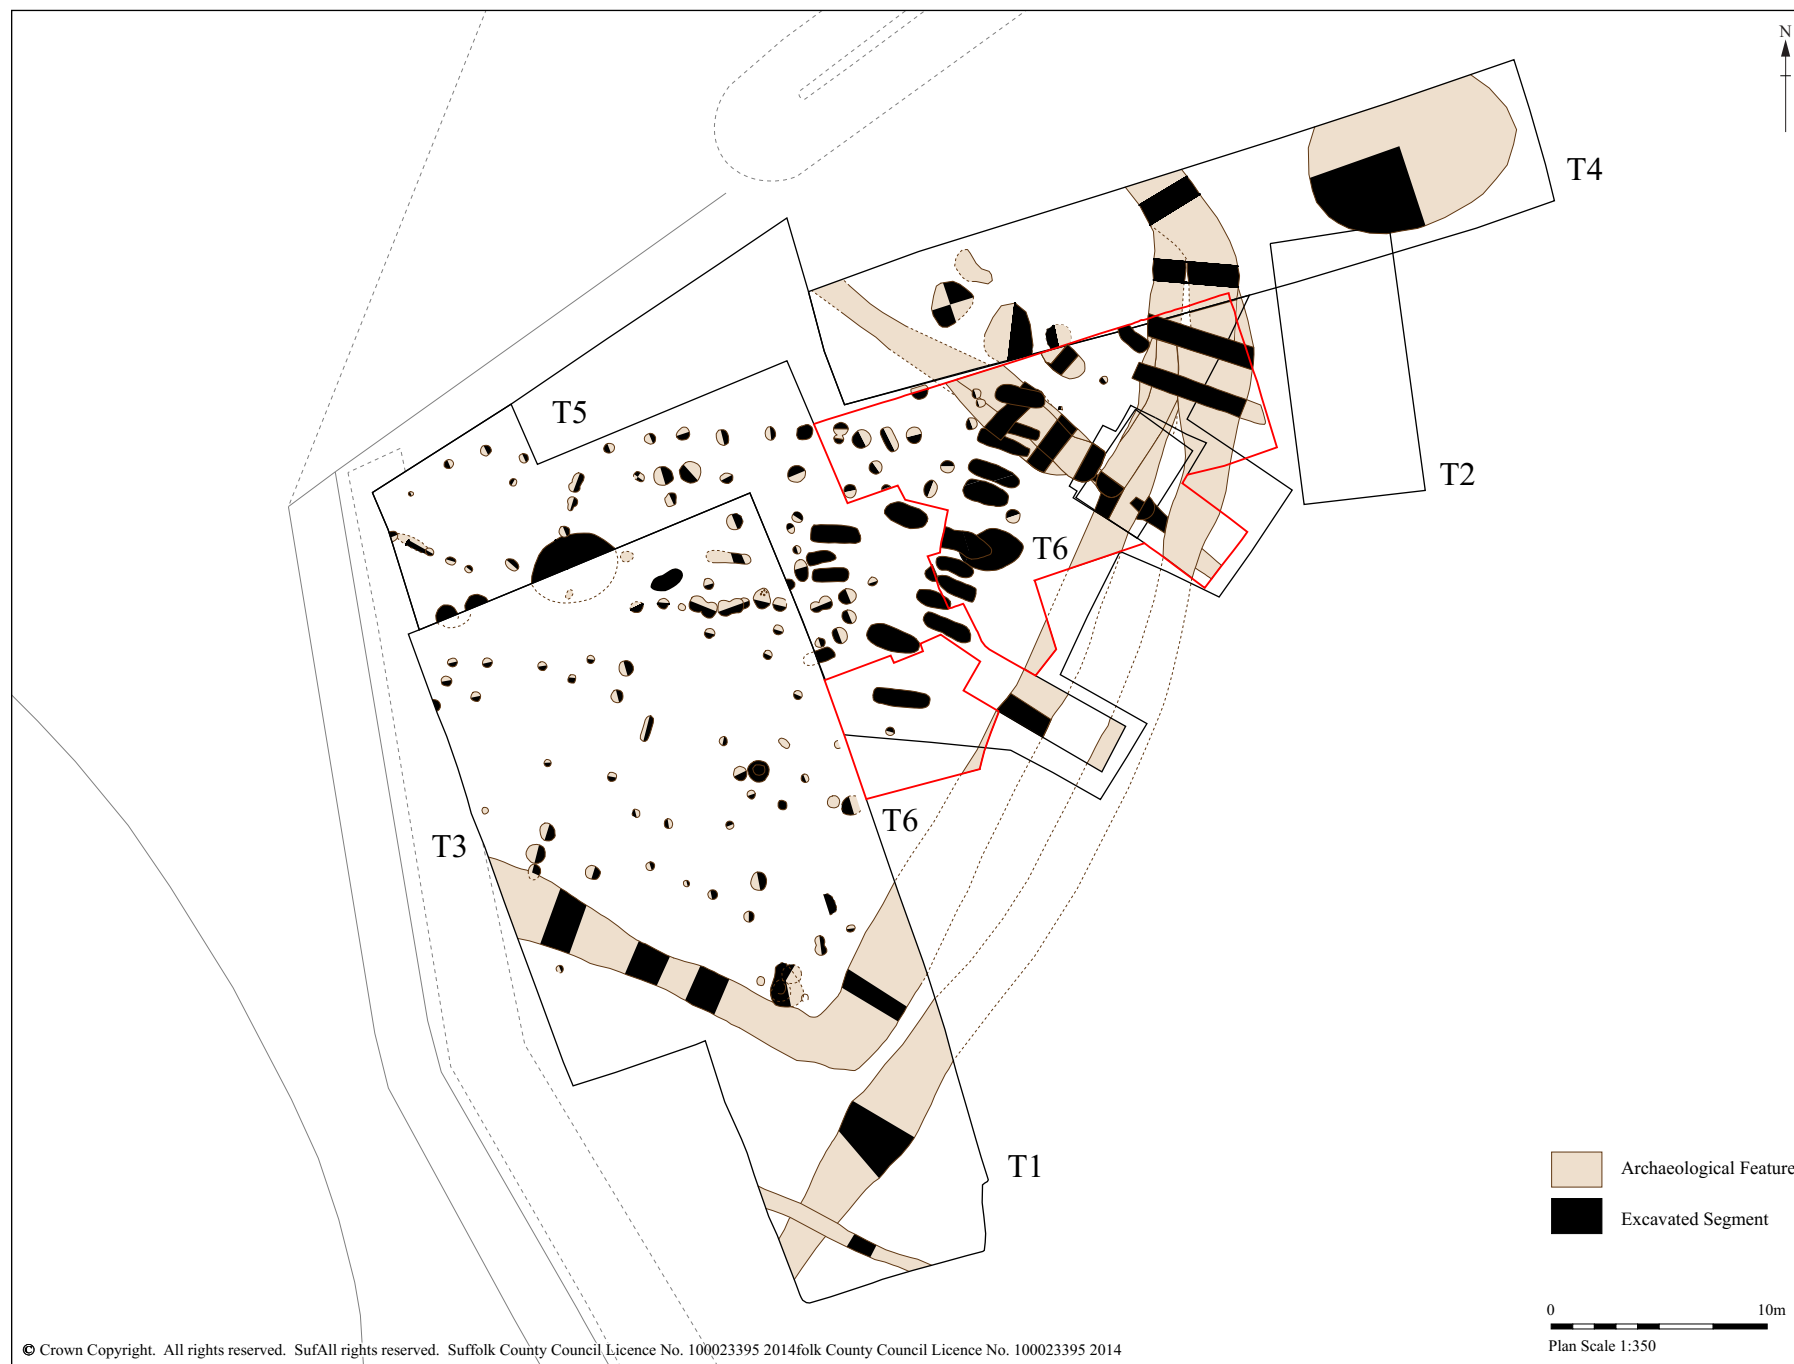 N
T4
T5
T2
T6
T6
T3
T1
Archaeological Feature
Excavated Segment
0 10m
Plan Scale 1:350
© Crown Copyright. All rights reserved. SufAll rights reserved. Suffolk County Council Licence No. 100023395 2014folk County Council Licence No. 100023395 2014